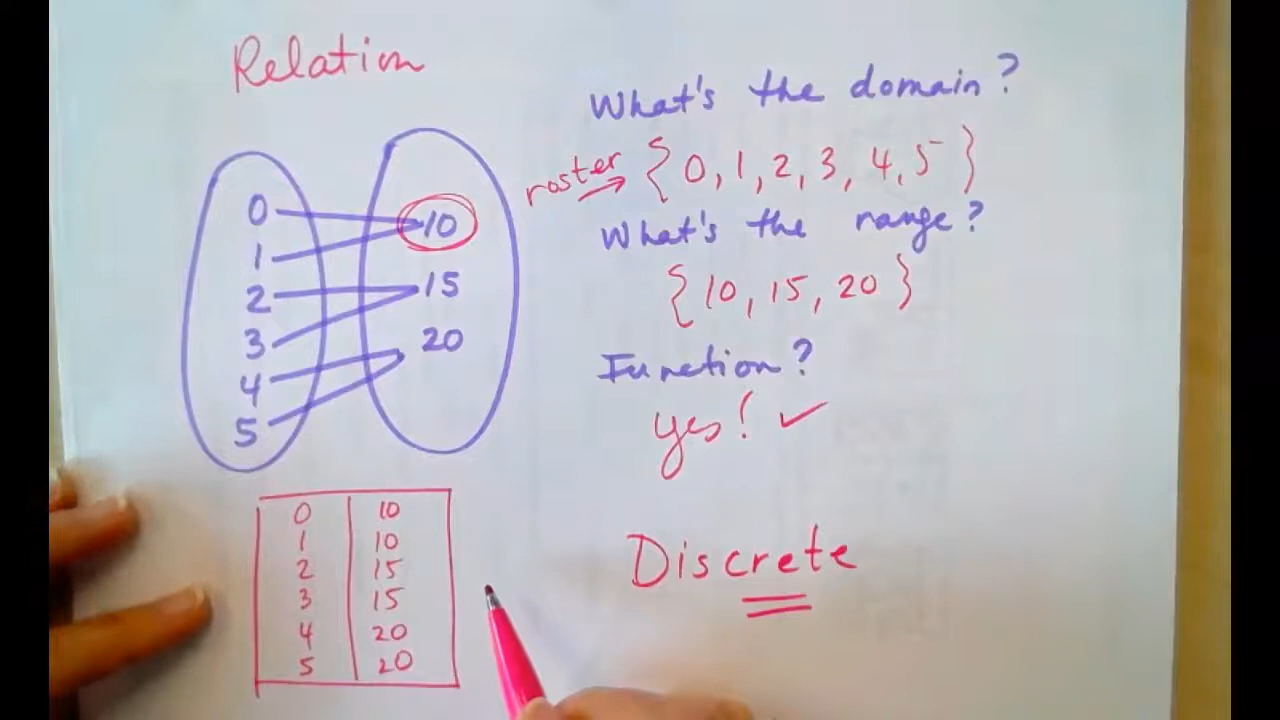 Relation
0
1
2
3
4
5
10
15
20
What's the domain?
roster { 0, 1, 2, 3, 4, 5 }
What's the range?
{ 10, 15, 20 }
Function?
yes! ✓
Discrete
0 10
1 10
2 15
3 15
4 20
5 20